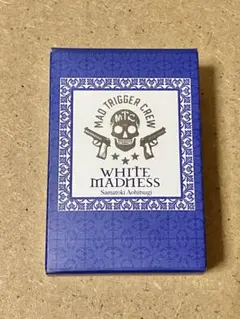 MAD TRIGGER CREW
MTC
WHITE
MADNESS
Samatoki Aohitsugi